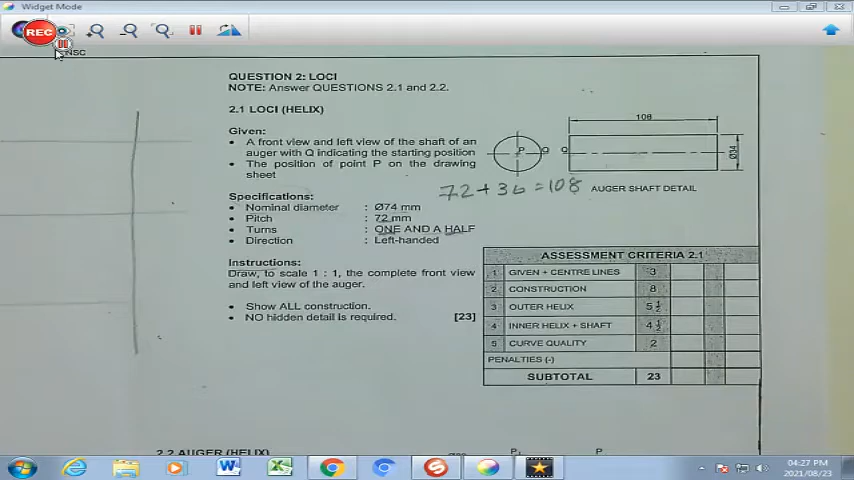 Widget Mode
REC
NSC
QUESTION 2: LOCI
NOTE: Answer QUESTIONS 2.1 and 2.2.
2.1 LOCI (HELIX)
Given:
• A front view and left view of the shaft of an
auger with Q indicating the starting position
• The position of point P on the drawing
sheet
108
P Q Q
Ø34
72+36=108
AUGER SHAFT DETAIL
Specifications:
• Nominal diameter : Ø74 mm
• Pitch : 72 mm
• Turns : ONE AND A HALF
• Direction : Left-handed
Instructions:
Draw, to scale 1 : 1, the complete front view
and left view of the auger.
• Show ALL construction.
• NO hidden detail is required. [23]
ASSESSMENT CRITERIA 2.1
1 GIVEN + CENTRE LINES 3
2 CONSTRUCTION 8
3 OUTER HELIX 5 1/2
4 INNER HELIX + SHAFT 4 1/2
5 CURVE QUALITY 2
PENALTIES (-)
SUBTOTAL 23
2.2 AUGER (HELIX)
P
04:27 PM
2021/08/23